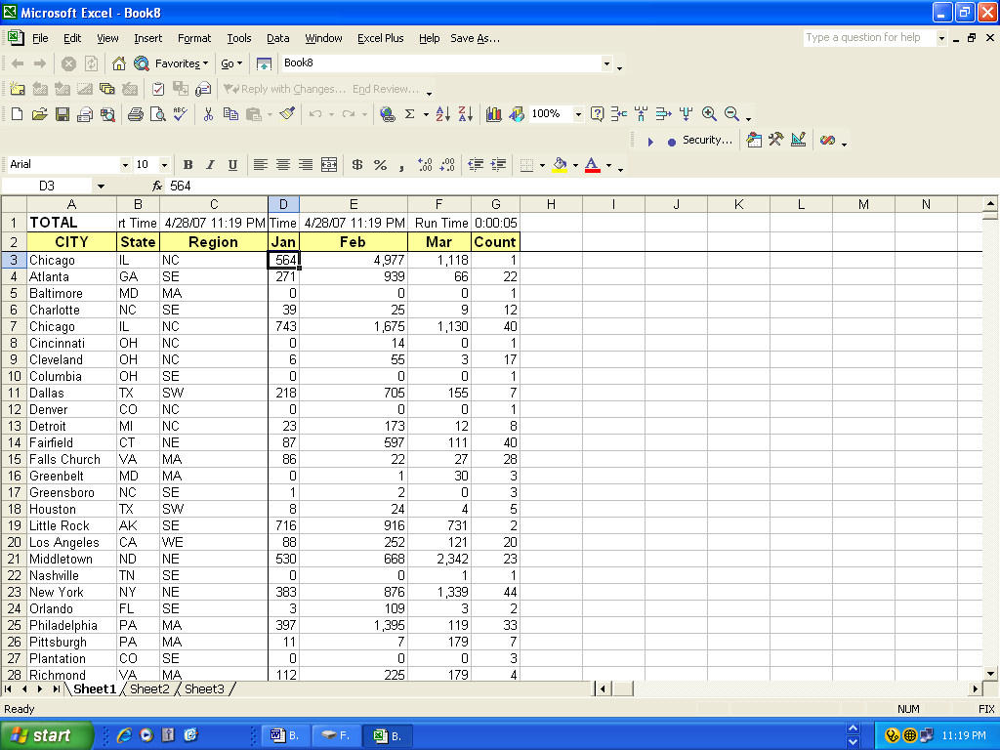 Microsoft Excel - Book8
File Edit View Insert Format Tools Data Window Excel Plus Help Save As... Type a question for help
Favorites Go Book8
Reply with Changes... End Review...
100%
Security...
Arial 10 B I U $ % ,
D3 fx 564
A B C D E F G H I J K L M N
1 TOTAL rt Time 4/28/07 11:19 PM Time 4/28/07 11:19 PM Run Time 0:00:05
2 CITY State Region Jan Feb Mar Count
3 Chicago IL NC 564 4,977 1,118 1
4 Atlanta GA SE 271 939 66 22
5 Baltimore MD MA 0 0 0 1
6 Charlotte NC SE 39 25 9 12
7 Chicago IL NC 743 1,675 1,130 40
8 Cincinnati OH NC 0 14 0 1
9 Cleveland OH NC 6 55 3 17
10 Columbia OH SE 0 0 0 1
11 Dallas TX SW 218 705 155 7
12 Denver CO NC 0 0 0 1
13 Detroit MI NC 23 173 12 8
14 Fairfield CT NE 87 597 111 40
15 Falls Church VA MA 86 22 27 28
16 Greenbelt MD MA 0 1 30 3
17 Greensboro NC SE 1 2 0 3
18 Houston TX SW 8 24 4 5
19 Little Rock AK SE 716 916 731 2
20 Los Angeles CA WE 88 252 121 20
21 Middletown ND NE 530 668 2,342 23
22 Nashville TN SE 0 0 1 1
23 New York NY NE 383 876 1,339 44
24 Orlando FL SE 3 109 3 2
25 Philadelphia PA MA 397 1,395 119 33
26 Pittsburgh PA MA 11 7 179 7
27 Plantation CO SE 0 0 0 3
28 Richmond VA MA 112 225 179 4
Sheet1 Sheet2 Sheet3
Ready NUM FIX
start B. F. B. 11:19 PM